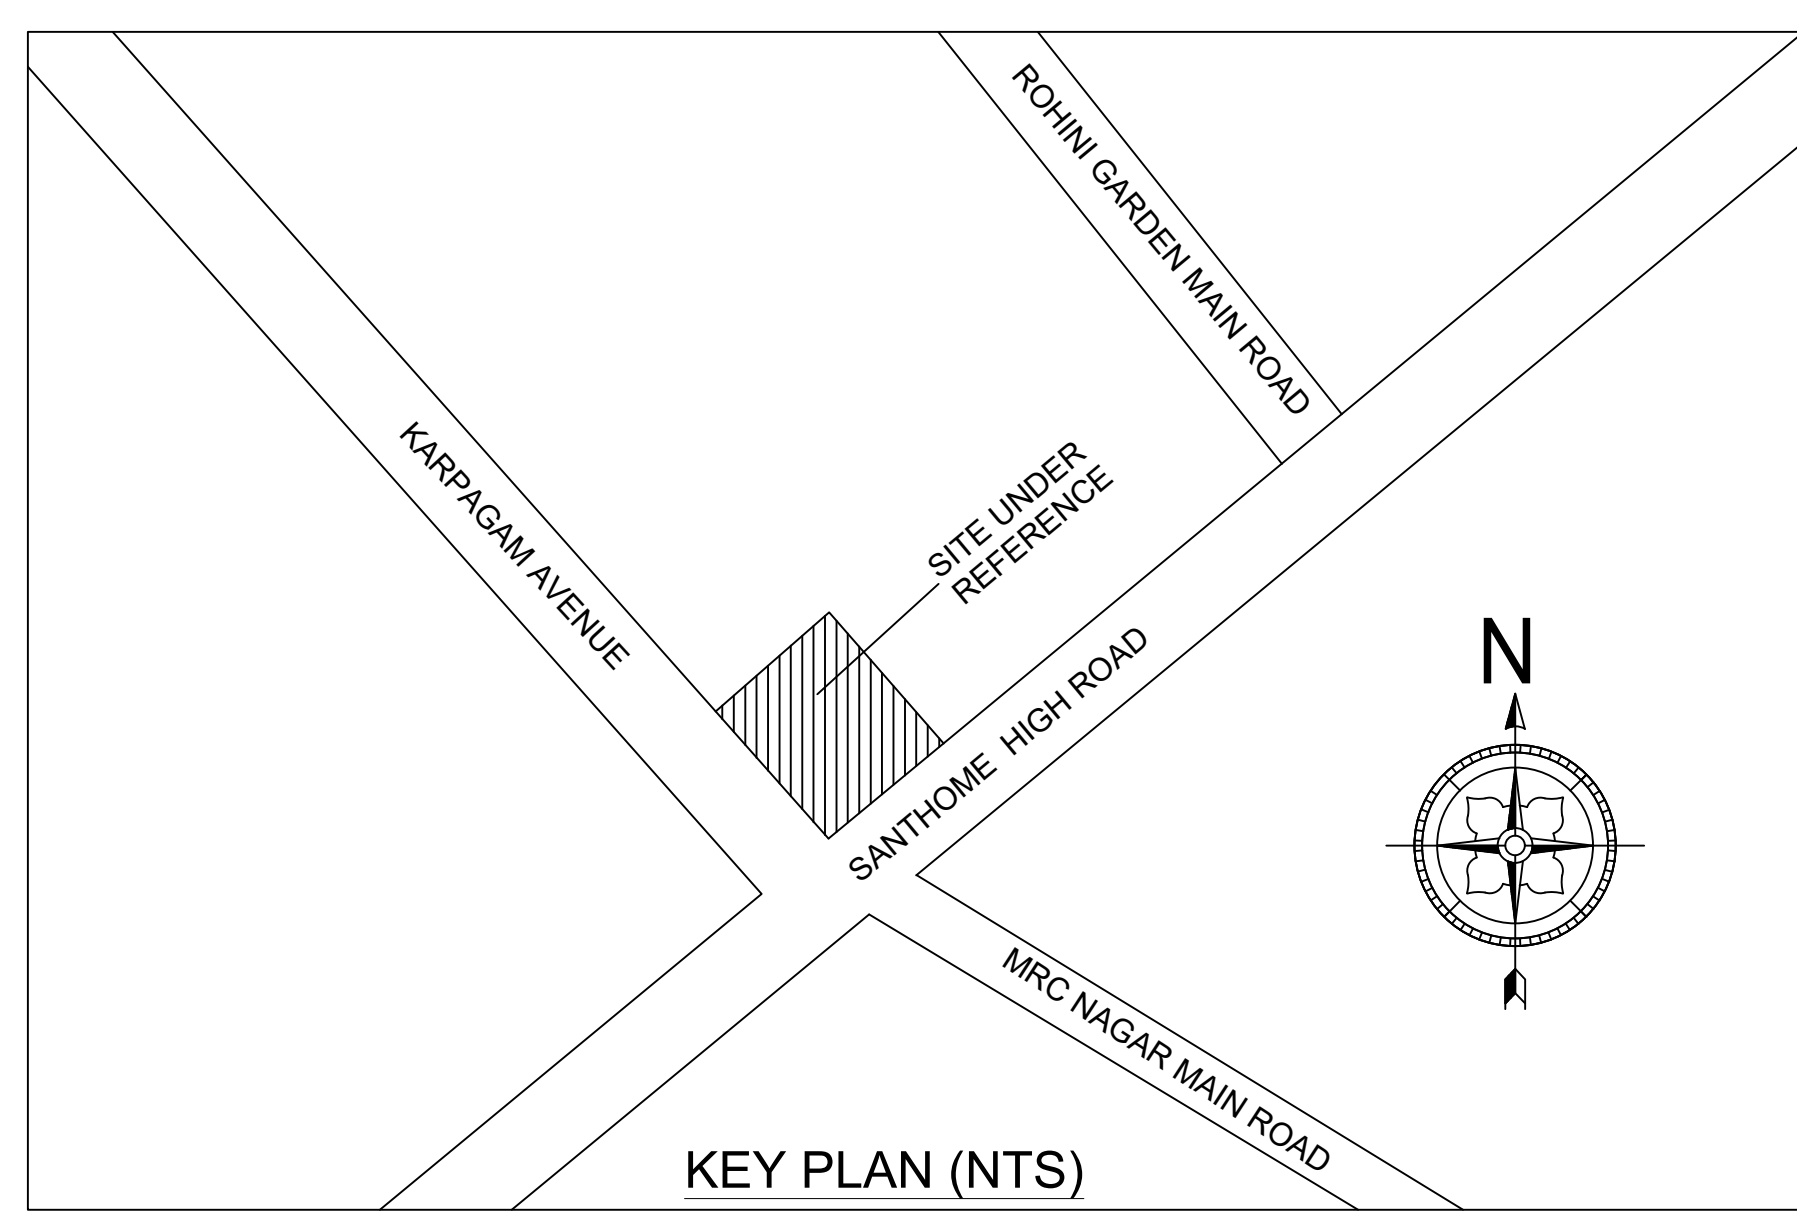 ROHINI GARDEN MAIN ROAD
KARPAGAM AVENUE
SITE UNDER
REFERENCE
SANTHOME HIGH ROAD
N
MRC NAGAR MAIN ROAD
KEY PLAN (NTS)